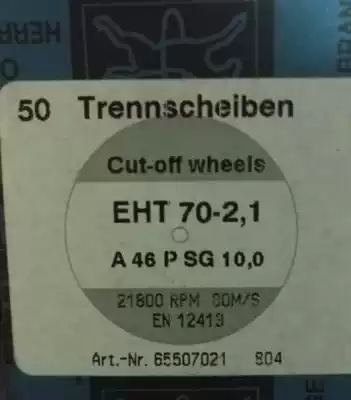 50 Trennscheiben
Cut-off wheels
EHT 70-2,1
A 46 P SG 10,0
21800 RPM 80M/S
EN 12413
Art.-Nr. 65507021 S04